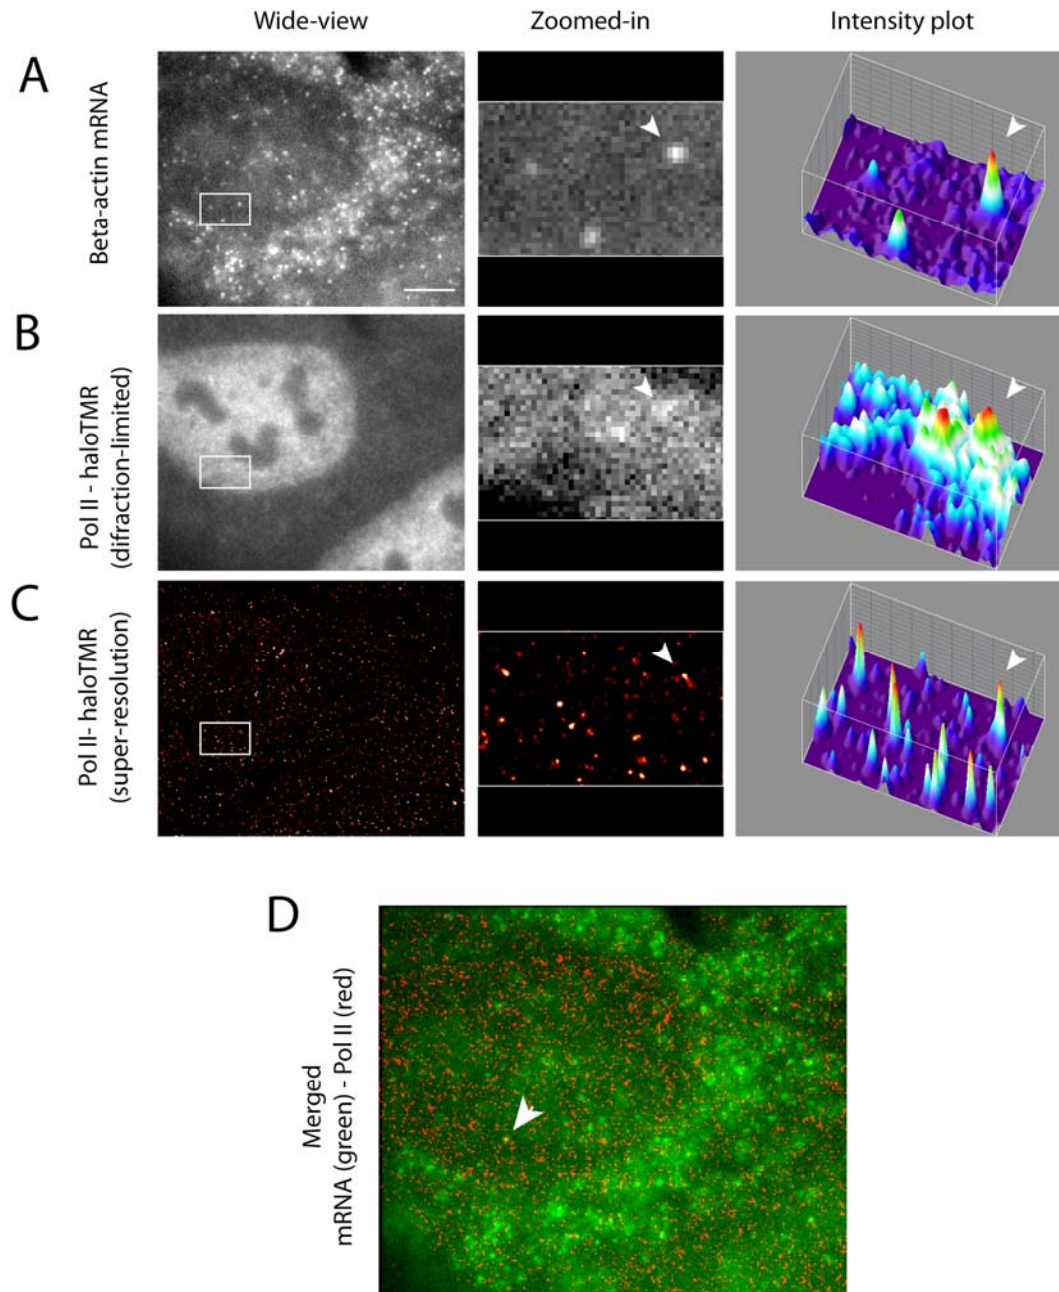 Wide-view
Zoomed-in
Intensity plot
A
Beta-actin mRNA
B
Pol II - haloTMR
(difraction-limited)
C
Pol II- haloTMR
(super-resolution)
D
Merged
mRNA (green) - Pol II (red)